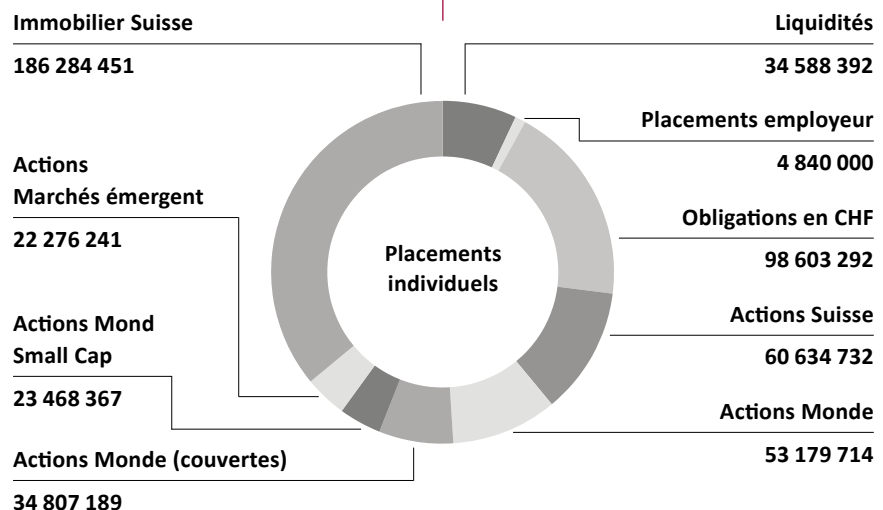 Immobilier Suisse
186 284 451
Actions
Marchés émergent
22 276 241
Actions Mond
Small Cap
23 468 367
Actions Monde (couvertes)
34 807 189
Placements
individuels
Liquidités
34 588 392
Placements employeur
4 840 000
Obligations en CHF
98 603 292
Actions Suisse
60 634 732
Actions Monde
53 179 714